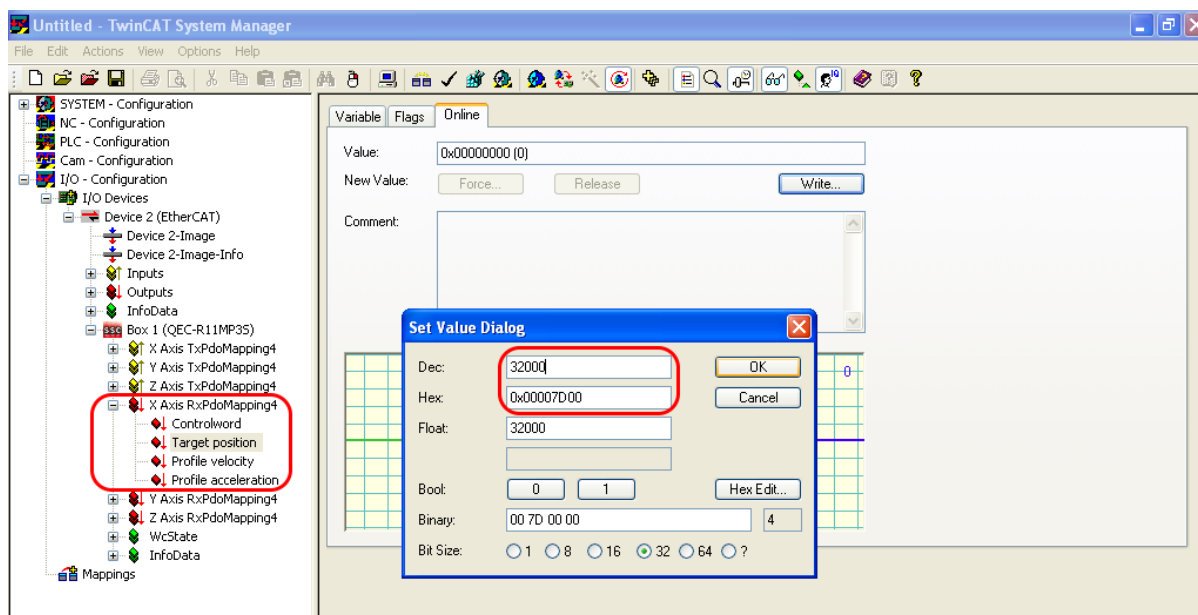 Untitled - TwinCAT System Manager
File Edit Actions View Options Help
SYSTEM - Configuration
NC - Configuration
PLC - Configuration
Cam - Configuration
I/O - Configuration
I/O Devices
Device 2 (EtherCAT)
Device 2-Image
Device 2-Image-Info
Inputs
Outputs
InfoData
Box 1 (QEC-R11MP3S)
X Axis TxPdoMapping4
Y Axis TxPdoMapping4
Z Axis TxPdoMapping4
X Axis RxPdoMapping4
Controlword
Target position
Profile velocity
Profile acceleration
Y Axis RxPdoMapping4
Z Axis RxPdoMapping4
WcState
InfoData
Mappings
Variable Flags Online
Value: 0x00000000 (0)
New Value: Force... Release Write...
Comment:
0
Set Value Dialog
Dec: 32000 OK
Hex: 0x00007D00 Cancel
Float: 32000
Bool: 0 1 Hex Edit...
Binary: 00 7D 00 00 4
Bit Size: 1 8 16 32 64 ?